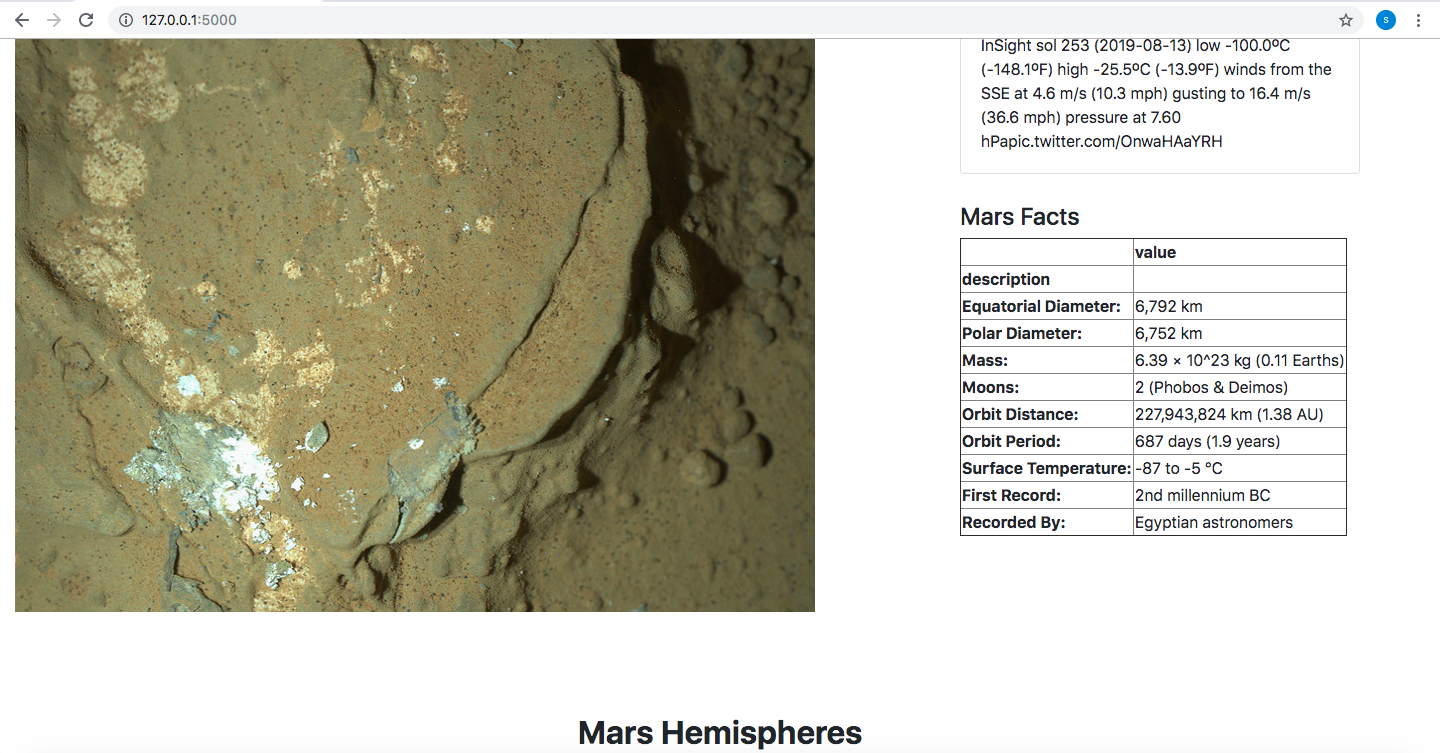 127.0.0.1:5000
S
InSight sol 253 (2019-08-13) low -100.0ºC
(-148.1ºF) high -25.5ºC (-13.9ºF) winds from the
SSE at 4.6 m/s (10.3 mph) gusting to 16.4 m/s
(36.6 mph) pressure at 7.60
hPapic.twitter.com/OnwaHAaYRH
Mars Facts
value
description
Equatorial Diameter: 6,792 km
Polar Diameter: 6,752 km
Mass: 6.39 × 10^23 kg (0.11 Earths)
Moons: 2 (Phobos & Deimos)
Orbit Distance: 227,943,824 km (1.38 AU)
Orbit Period: 687 days (1.9 years)
Surface Temperature: -87 to -5 °C
First Record: 2nd millennium BC
Recorded By: Egyptian astronomers
Mars Hemispheres